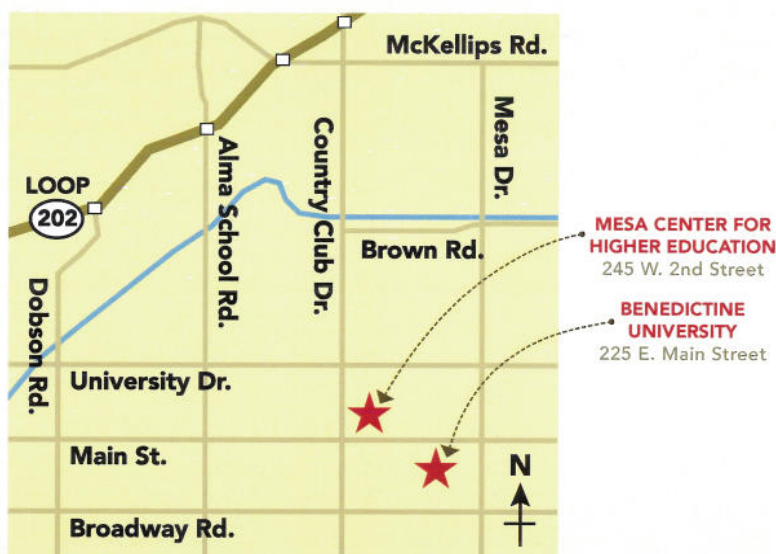 McKellips Rd.
Mesa Dr.
Country Club Dr.
Alma School Rd.
LOOP
202
Brown Rd.
Dobson Rd.
University Dr.
Main St.
Broadway Rd.
N
MESA CENTER FOR
HIGHER EDUCATION
245 W. 2nd Street
BENEDICTINE
UNIVERSITY
225 E. Main Street